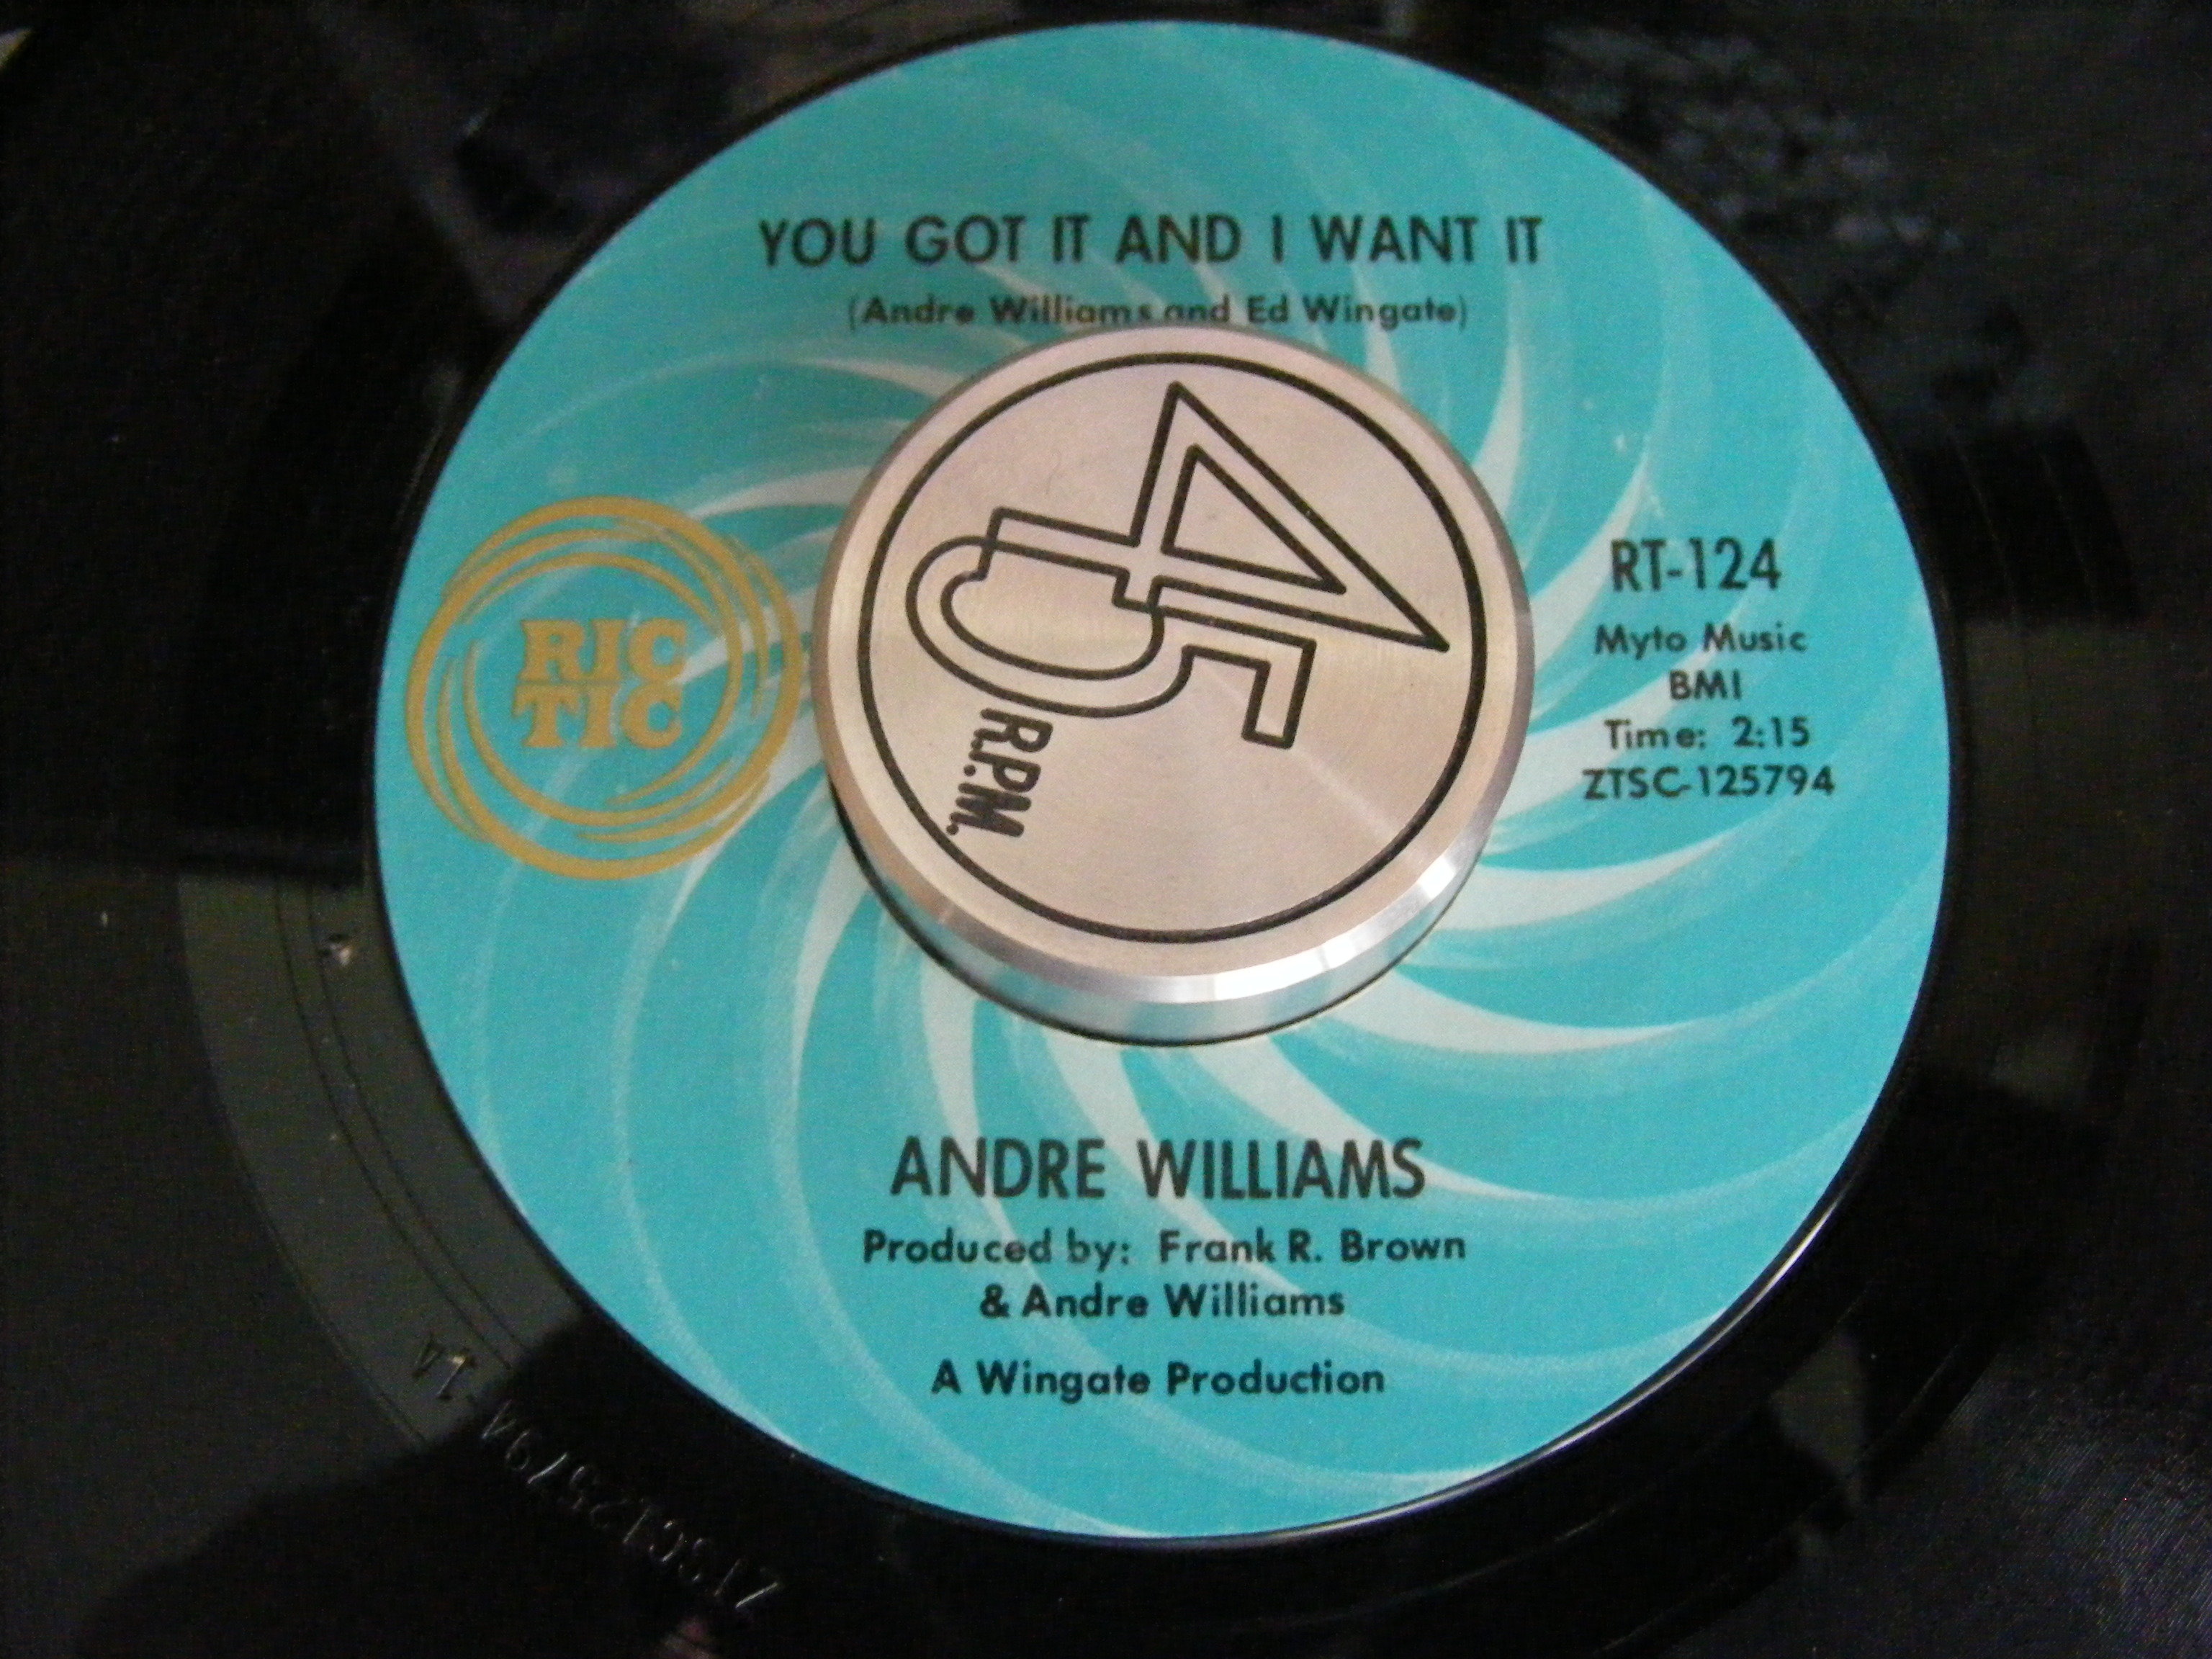 YOU GOT IT AND I WANT IT
(Andre Williams and Ed Wingate)
RIC
TIC
45
R.P.M.
RT-124
Myto Music
BMI
Time: 2:15
ZTSC-125794
ANDRE WILLIAMS
Produced by: Frank R. Brown
& Andre Williams
A Wingate Production
ZTSC125794 1A